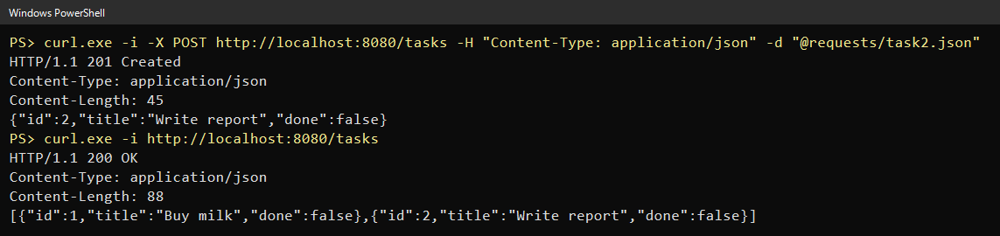 Windows PowerShell
PS> curl.exe -i -X POST http://localhost:8080/tasks -H "Content-Type: application/json" -d "@requests/task2.json"
HTTP/1.1 201 Created
Content-Type: application/json
Content-Length: 45
{"id":2,"title":"Write report","done":false}
PS> curl.exe -i http://localhost:8080/tasks
HTTP/1.1 200 OK
Content-Type: application/json
Content-Length: 88
[{"id":1,"title":"Buy milk","done":false},{"id":2,"title":"Write report","done":false}]